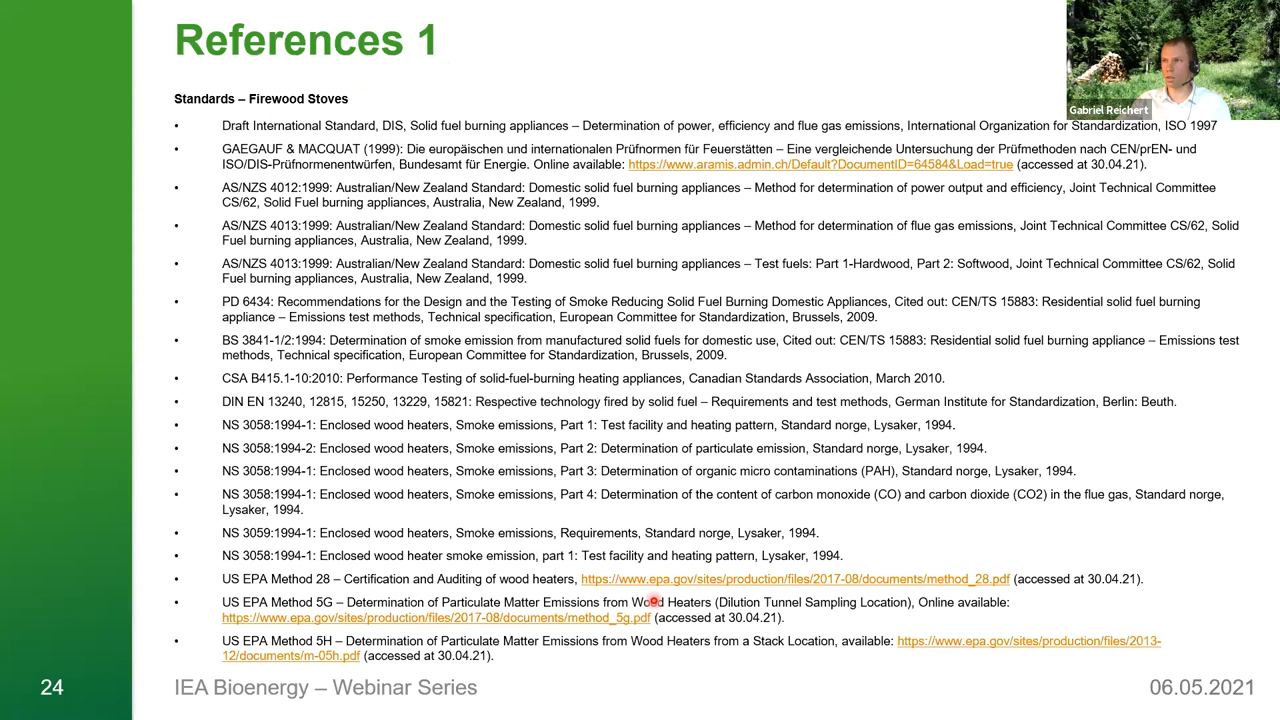 References 1
Gabriel Reichert
Standards – Firewood Stoves
• Draft International Standard, DIS, Solid fuel burning appliances – Determination of power, efficiency and flue gas emissions, International Organization for Standardization, ISO 1997
• GAEGAUF & MACQUAT (1999): Die europäischen und internationalen Prüfnormen für Feuerstätten – Eine vergleichende Untersuchung der Prüfmethoden nach CEN/prEN- und
ISO/DIS-Prüfnormenentwürfen, Bundesamt für Energie. Online available: https://www.aramis.admin.ch/Default?DocumentID=64584&Load=true (accessed at 30.04.21).
• AS/NZS 4012:1999: Australian/New Zealand Standard: Domestic solid fuel burning appliances – Method for determination of power output and efficiency, Joint Technical Committee
CS/62, Solid Fuel burning appliances, Australia, New Zealand, 1999.
• AS/NZS 4013:1999: Australian/New Zealand Standard: Domestic solid fuel burning appliances – Method for determination of flue gas emissions, Joint Technical Committee CS/62, Solid
Fuel burning appliances, Australia, New Zealand, 1999.
• AS/NZS 4013:1999: Australian/New Zealand Standard: Domestic solid fuel burning appliances – Test fuels: Part 1-Hardwood, Part 2: Softwood, Joint Technical Committee CS/62, Solid
Fuel burning appliances, Australia, New Zealand, 1999.
• PD 6434: Recommendations for the Design and the Testing of Smoke Reducing Solid Fuel Burning Domestic Appliances, Cited out: CEN/TS 15883: Residential solid fuel burning
appliance – Emissions test methods, Technical specification, European Committee for Standardization, Brussels, 2009.
• BS 3841-1/2:1994: Determination of smoke emission from manufactured solid fuels for domestic use, Cited out: CEN/TS 15883: Residential solid fuel burning appliance – Emissions test
methods, Technical specification, European Committee for Standardization, Brussels, 2009.
• CSA B415.1-10:2010: Performance Testing of solid-fuel-burning heating appliances, Canadian Standards Association, March 2010.
• DIN EN 13240, 12815, 15250, 13229, 15821: Respective technology fired by solid fuel – Requirements and test methods, German Institute for Standardization, Berlin: Beuth.
• NS 3058:1994-1: Enclosed wood heaters, Smoke emissions, Part 1: Test facility and heating pattern, Standard norge, Lysaker, 1994.
• NS 3058:1994-2: Enclosed wood heaters, Smoke emissions, Part 2: Determination of particulate emission, Standard norge, Lysaker, 1994.
• NS 3058:1994-1: Enclosed wood heaters, Smoke emissions, Part 3: Determination of organic micro contaminations (PAH), Standard norge, Lysaker, 1994.
• NS 3058:1994-1: Enclosed wood heaters, Smoke emissions, Part 4: Determination of the content of carbon monoxide (CO) and carbon dioxide (CO2) in the flue gas, Standard norge,
Lysaker, 1994.
• NS 3059:1994-1: Enclosed wood heaters, Smoke emissions, Requirements, Standard norge, Lysaker, 1994.
• NS 3058:1994-1: Enclosed wood heater smoke emission, part 1: Test facility and heating pattern, Lysaker, 1994.
• US EPA Method 28 – Certification and Auditing of wood heaters, https://www.epa.gov/sites/production/files/2017-08/documents/method_28.pdf (accessed at 30.04.21).
• US EPA Method 5G – Determination of Particulate Matter Emissions from Wood Heaters (Dilution Tunnel Sampling Location), Online available:
https://www.epa.gov/sites/production/files/2017-08/documents/method_5g.pdf (accessed at 30.04.21).
• US EPA Method 5H – Determination of Particulate Matter Emissions from Wood Heaters from a Stack Location, available: https://www.epa.gov/sites/production/files/2013-
12/documents/m-05h.pdf (accessed at 30.04.21).
24
IEA Bioenergy – Webinar Series
06.05.2021